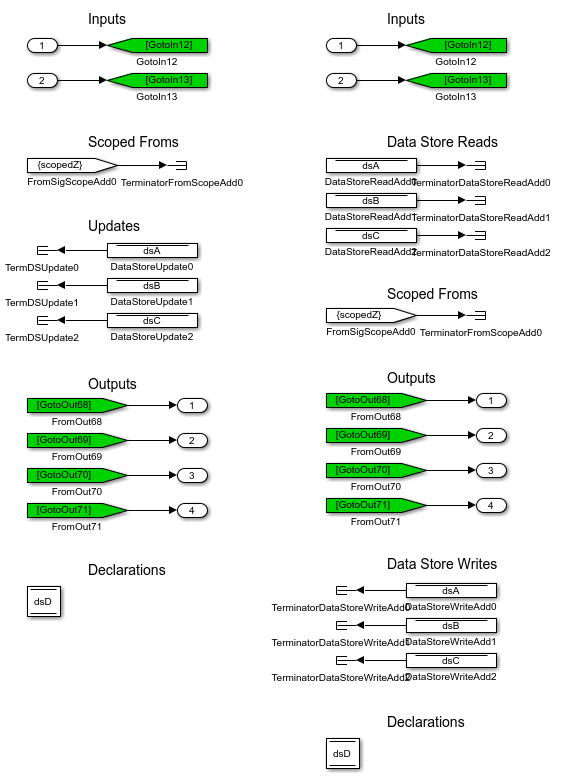 Inputs
1 [GotoIn12]
GotoIn12
2 [GotoIn13]
GotoIn13
Scoped Froms
{scopedZ}
FromSigScopeAdd0 TerminatorFromScopeAdd0
Updates
dsA
TermDSUpdate0 DataStoreUpdate0
dsB
TermDSUpdate1 DataStoreUpdate1
dsC
TermDSUpdate2 DataStoreUpdate2
Outputs
[GotoOut68] 1
FromOut68
[GotoOut69] 2
FromOut69
[GotoOut70] 3
FromOut70
[GotoOut71] 4
FromOut71
Declarations
dsD
Inputs
1 [GotoIn12]
GotoIn12
2 [GotoIn13]
GotoIn13
Data Store Reads
dsA
DataStoreReadAdd0 TerminatorDataStoreReadAdd0
dsB
DataStoreReadAdd1 TerminatorDataStoreReadAdd1
dsC
DataStoreReadAdd2 TerminatorDataStoreReadAdd2
Scoped Froms
{scopedZ}
FromSigScopeAdd0 TerminatorFromScopeAdd0
Outputs
[GotoOut68] 1
FromOut68
[GotoOut69] 2
FromOut69
[GotoOut70] 3
FromOut70
[GotoOut71] 4
FromOut71
Data Store Writes
dsA
TerminatorDataStoreWriteAdd0 DataStoreWriteAdd0
dsB
TerminatorDataStoreWriteAdd1 DataStoreWriteAdd1
dsC
TerminatorDataStoreWriteAdd2 DataStoreWriteAdd2
Declarations
dsD